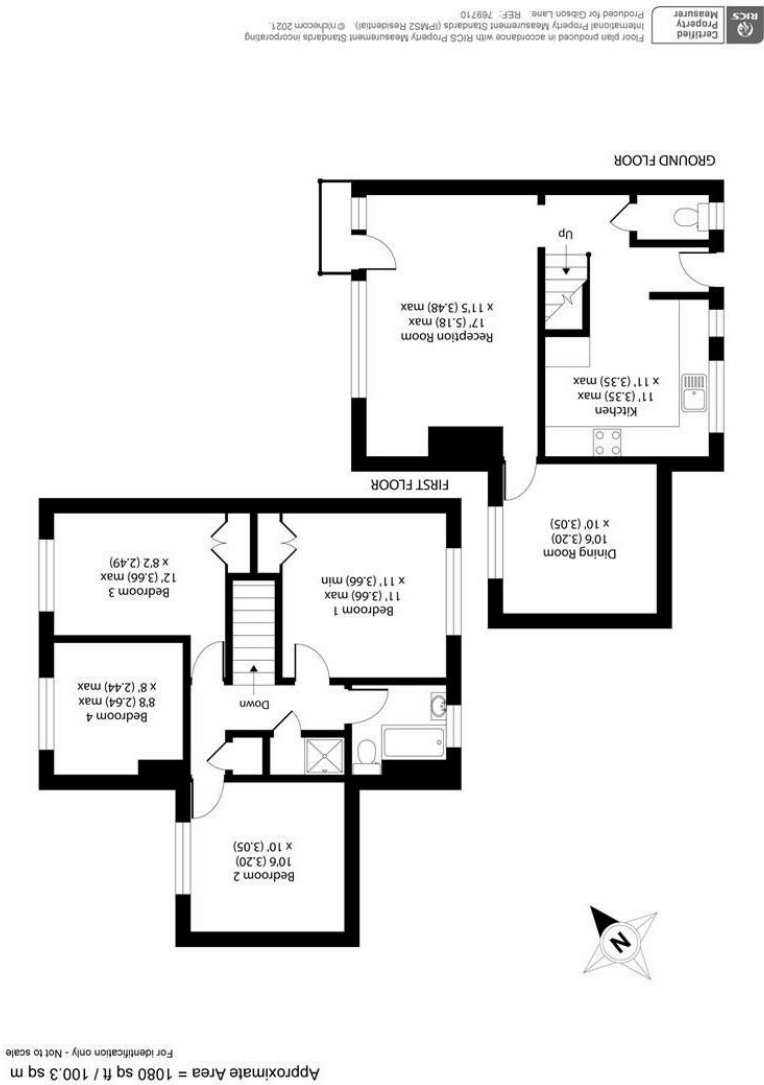 Approximate Area = 1080 sq ft / 100.3 sq m
For identification only - Not to scale
N
Bedroom 2
10'6 (3.20)
x 10' (3.05)
Down
Bedroom 4
8'8 (2.64) max
x 8' (2.44) max
Bedroom 1
11' (3.66) max
x 11' (3.66) min
Bedroom 3
12' (3.66) max
x 8'2 (2.49)
FIRST FLOOR
Dining Room
10'6 (3.20)
x 10' (3.05)
Kitchen
11' (3.35) max
x 11' (3.35) max
Reception Room
17' (5.18) max
x 11'5 (3.48) max
Up
GROUND FLOOR
RICS
Certified
Property
Measurer
Floor plan produced in accordance with RICS Property Measurement Standards incorporating
International Property Measurement Standards (IPMS2 Residential). © nichecom 2021.
Produced for Gibson Lane. REF: 769710